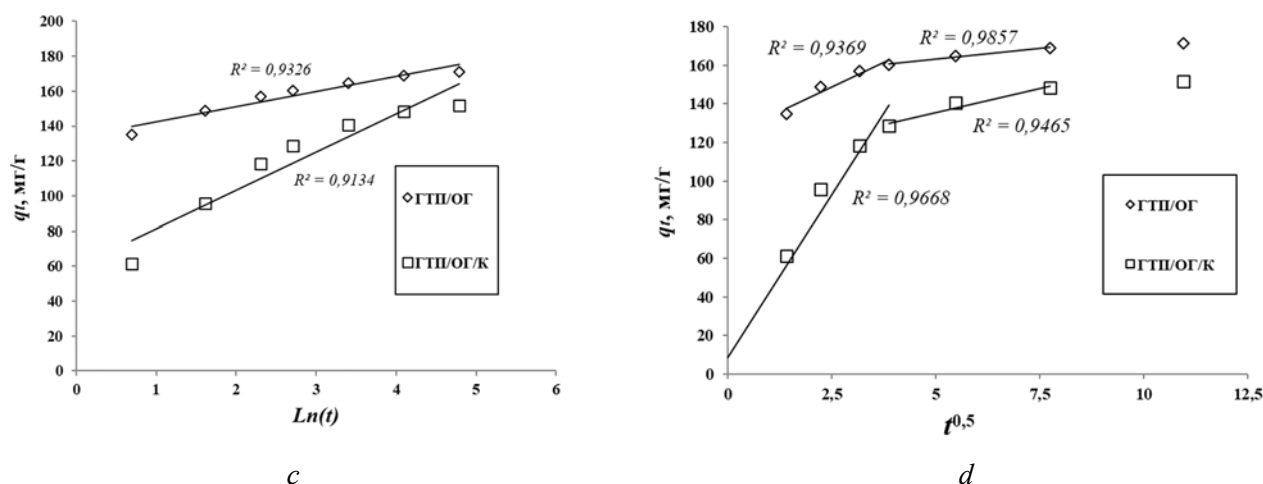 200
180
160
140
120
100
80
60
40
20
0
qt, мг/г
R² = 0,9326
R² = 0,9134
ГТП/ОГ
ГТП/ОГ/К
0 1 2 3 4 5 6
Ln(t)
c
180
160
140
120
100
80
60
40
20
0
qt, мг/г
R² = 0,9369
R² = 0,9857
R² = 0,9465
R² = 0,9668
ГТП/ОГ
ГТП/ОГ/К
0 2,5 5 7,5 10 12,5
t^0,5
d